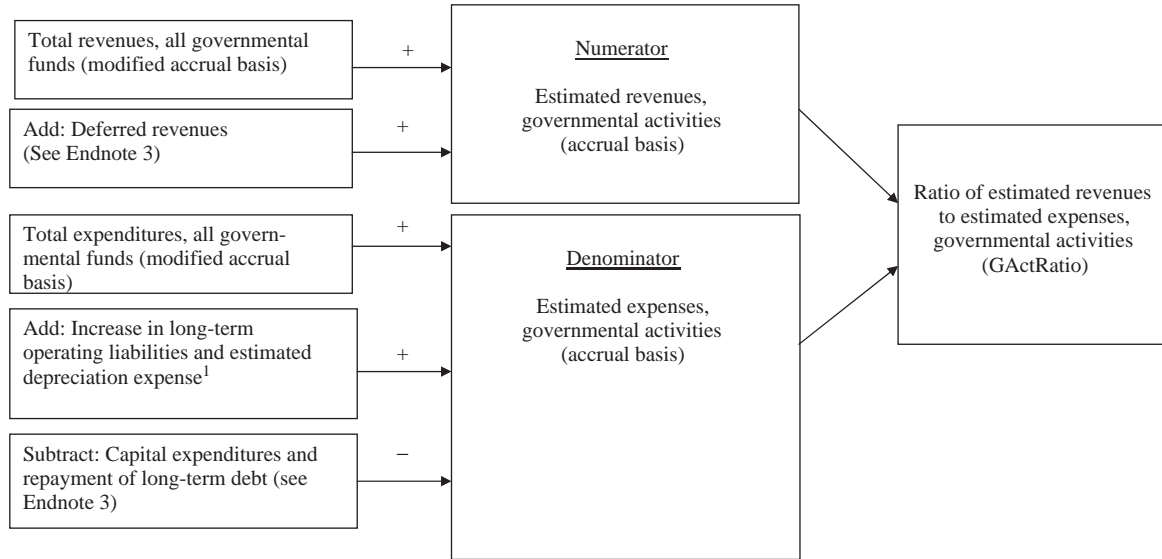 Total revenues, all governmental
funds (modified accrual basis)
+
Add: Deferred revenues
(See Endnote 3)
+
Numerator
Estimated revenues,
governmental activities
(accrual basis)
Total expenditures, all govern-
mental funds (modified accrual
basis)
+
Add: Increase in long-term
operating liabilities and estimated
depreciation expense1
+
Subtract: Capital expenditures and
repayment of long-term debt (see
Endnote 3)
–
Denominator
Estimated expenses,
governmental activities
(accrual basis)
Ratio of estimated revenues
to estimated expenses,
governmental activities
(GActRatio)